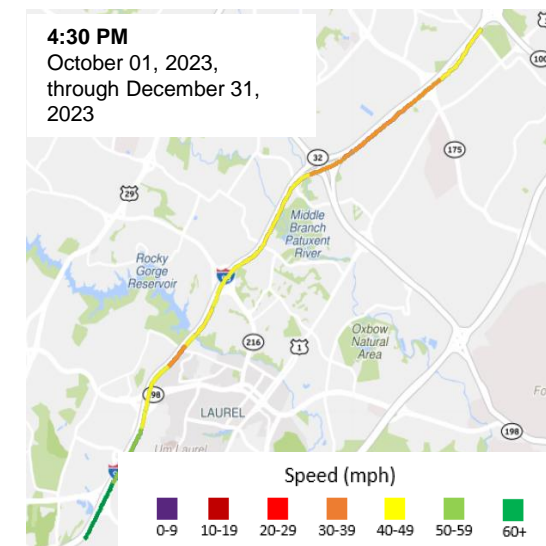 4:30 PM
October 01, 2023,
through December 31,
2023
100
32
175
29
Middle
Branch
Patuxent
River
Rocky
Gorge
Reservoir
216
1
Oxbow
Natural
Area
198
LAUREL
198
Speed (mph)
0-9 10-19 20-29 30-39 40-49 50-59 60+